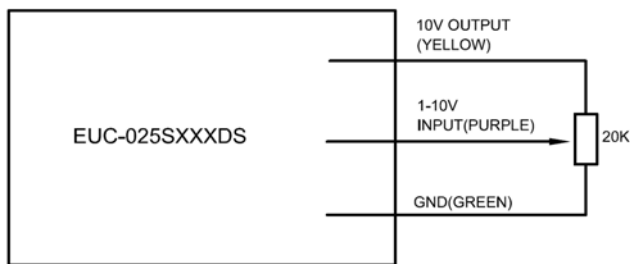 10V OUTPUT
(YELLOW)
1-10V
INPUT(PURPLE)
EUC-025SXXXDS
20K
GND(GREEN)